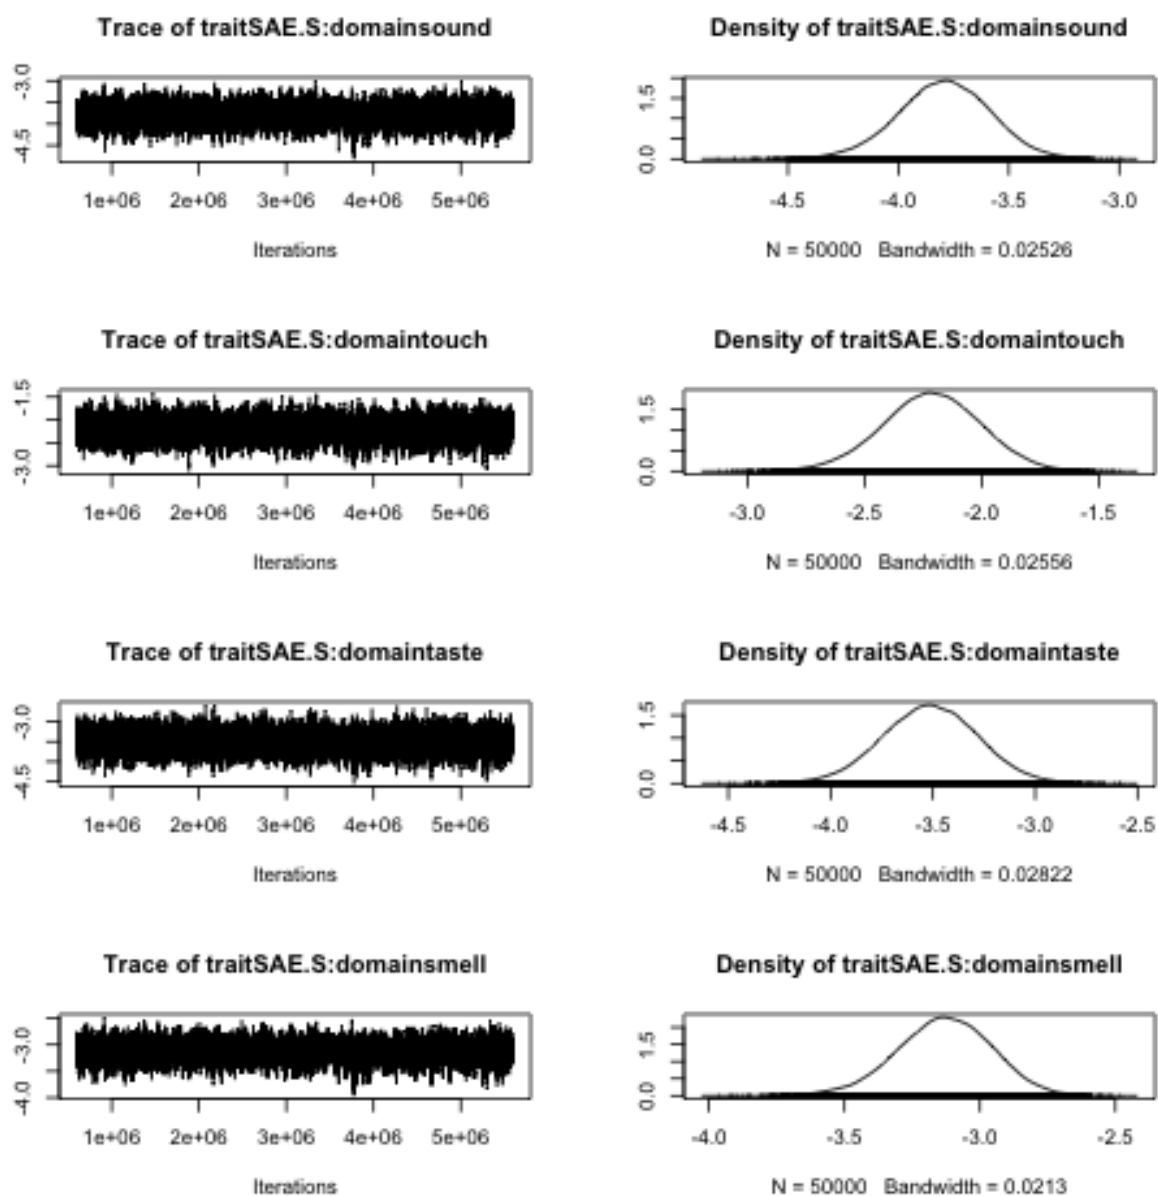 Trace of traitSAE.S:domainsound
-3.0
-4.5
1e+06 2e+06 3e+06 4e+06 5e+06
Iterations
Density of traitSAE.S:domainsound
1.5
0.0
-4.5 -4.0 -3.5 -3.0
N = 50000 Bandwidth = 0.02526
Trace of traitSAE.S:domaintouch
-1.5
-3.0
1e+06 2e+06 3e+06 4e+06 5e+06
Iterations
Density of traitSAE.S:domaintouch
1.5
0.0
-3.0 -2.5 -2.0 -1.5
N = 50000 Bandwidth = 0.02556
Trace of traitSAE.S:domaintaste
-3.0
-4.5
1e+06 2e+06 3e+06 4e+06 5e+06
Iterations
Density of traitSAE.S:domaintaste
1.5
0.0
-4.5 -4.0 -3.5 -3.0 -2.5
N = 50000 Bandwidth = 0.02822
Trace of traitSAE.S:domainsmell
-3.0
-4.0
1e+06 2e+06 3e+06 4e+06 5e+06
Iterations
Density of traitSAE.S:domainsmell
1.5
0.0
-4.0 -3.5 -3.0 -2.5
N = 50000 Bandwidth = 0.0213